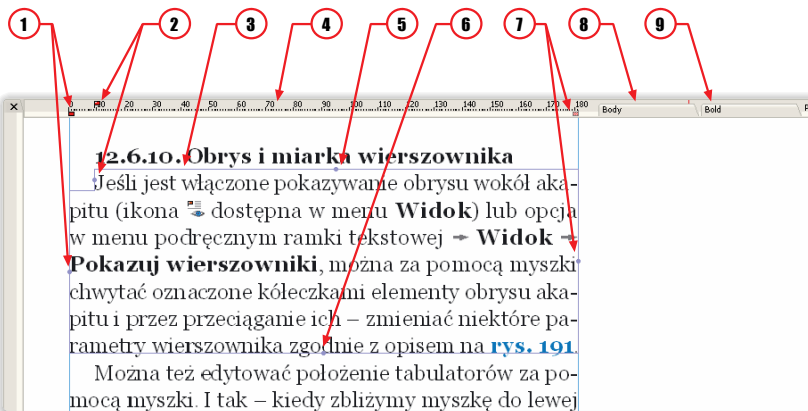 1 2 3 4 5 6 7 8 9
0 10 20 30 40 50 60 70 80 90 100 110 120 130 140 150 160 170 180 Body Bold
12.6.10. Obrys i miarka wierszownika
Jeśli jest włączone pokazywanie obrysu wokół aka-
pitu (ikona dostępna w menu Widok) lub opcja
w menu podręcznym ramki tekstowej → Widok →
Pokazuj wierszowniki, można za pomocą myszki
chwytać oznaczone kółeczkami elementy obrysu aka-
pitu i przez przeciąganie ich – zmieniać niektóre pa-
rametry wierszownika zgodnie z opisem na rys. 191.
Można też edytować położenie tabulatorów za po-
mocą myszki. I tak – kiedy zbliżymy myszkę do lewej